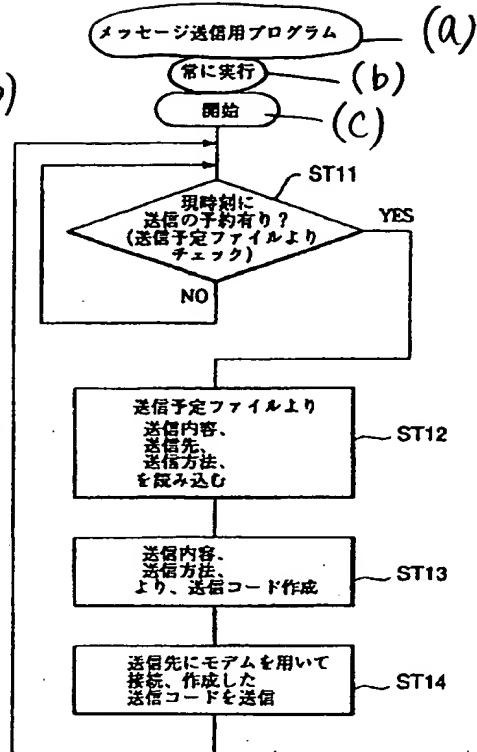 メッセージ送信用プログラム
(a)
常に実行
(b)
開始
(C)
ST11
現時刻に
送信の予約有り?
(送信予定ファイルより
チェック)
YES
NO
送信予定ファイルより
送信内容、
送信先、
送信方法、
を読み込む
ST12
送信内容、
送信方法、
より、送信コード作成
ST13
送信先にモデムを用いて
接続、作成した
送信コードを送信
ST14